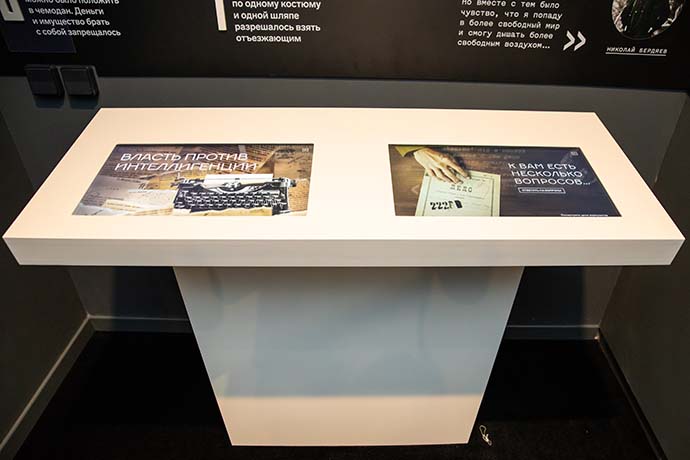 можно было положить
в чемодан. Деньги
и имущество брать
с собой запрещалось
по одному костюму
и одной шляпе
разрешалось взять
отъезжающим
Но вместе с тем было
чувство, что я попаду
в более свободный мир
и смогу дышать более
свободным воздухом...
НИКОЛАЙ БЕРДЯЕВ
ВЛАСТЬ ПРОТИВ
ИНТЕЛЛИГЕНЦИИ
ДЕЛО
К ВАМ ЕСТЬ
НЕСКОЛЬКО
ВОПРОСОВ...